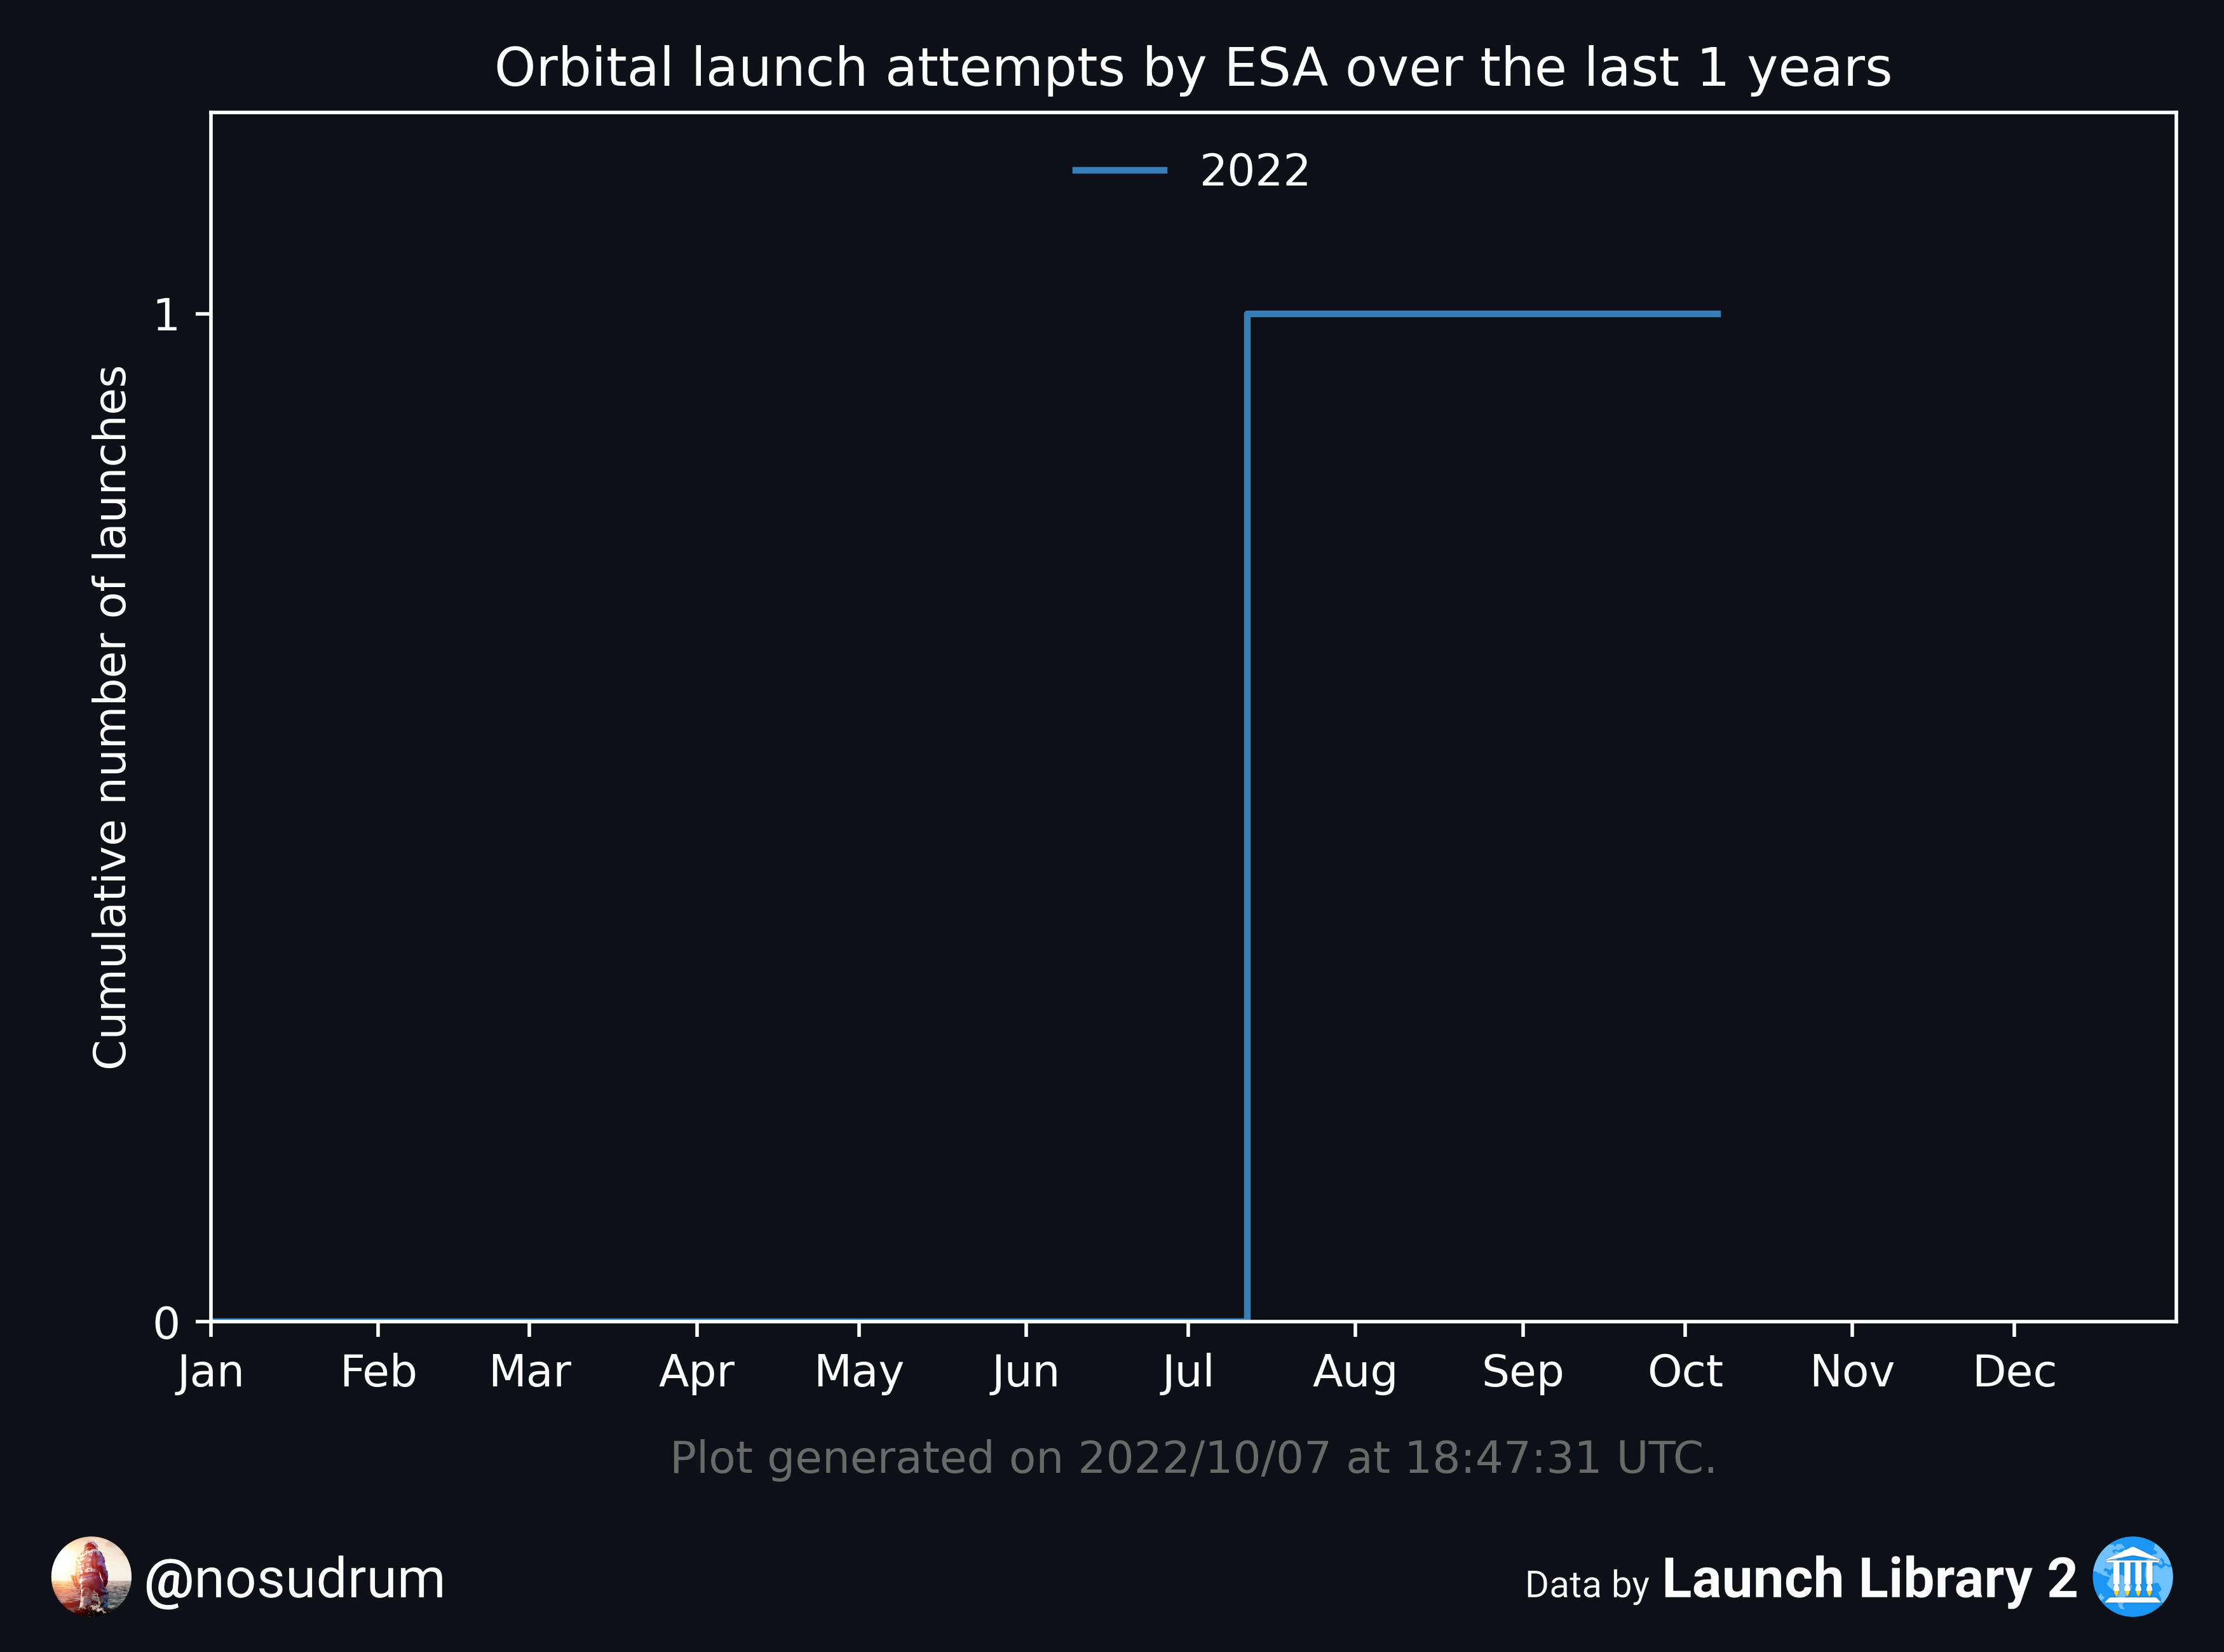 Orbital launch attempts by ESA over the last 1 years
2022
1
Cumulative number of launches
0
Jan Feb Mar Apr May Jun Jul Aug Sep Oct Nov Dec
Plot generated on 2022/10/07 at 18:47:31 UTC.
@nosudrum
Data by Launch Library 2